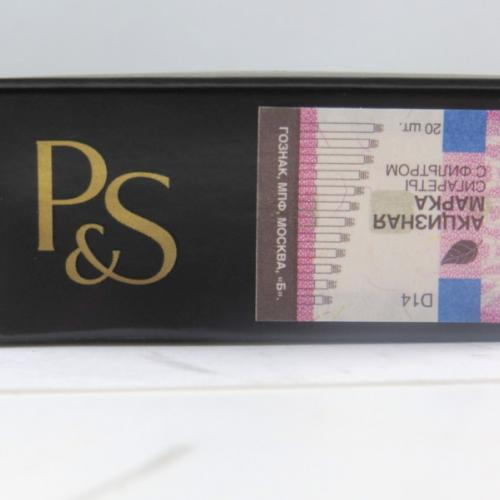 P&S
ГОЗНАК, МПФ, МОСКВА, «Б».
D14
АКЦИЗНАЯ
МАРКА
СИГАРЕТЫ
С ФИЛЬТРОМ
20 шт.